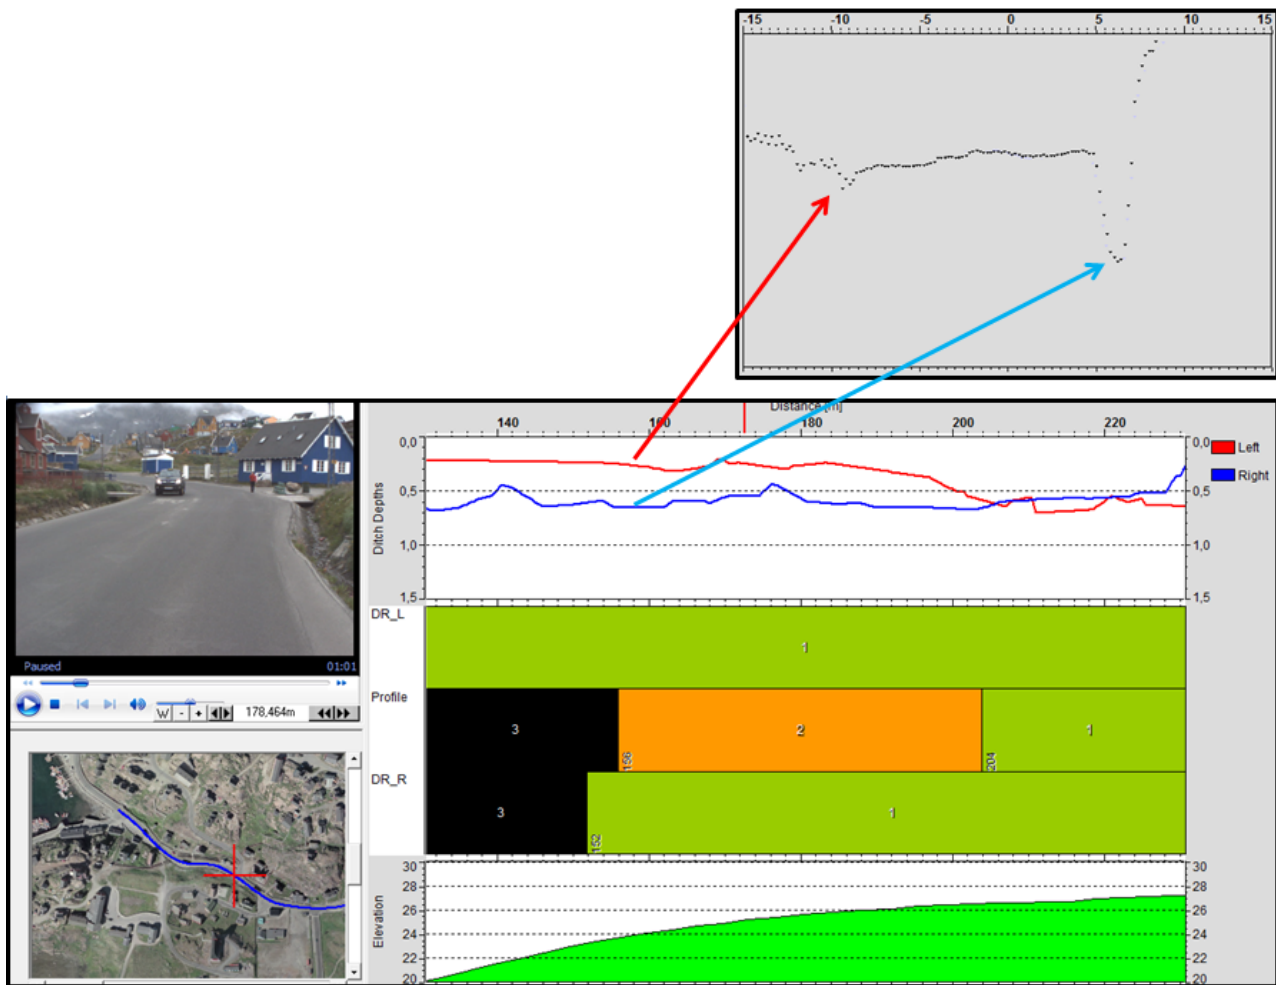 -15 -10 -5 0 5 10 15
Distance [m]
140 160 180 200 220
0,0 0,0
Left
Right
0,5 0,5
Ditch Depths
1,0 1,0
1,5 1,5
DR_L
1
Paused 01:01
Profile
3 2 1
156 204
W - + 178,464m
DR_R
3 1
152
30 30
28 28
26 26
Elevation
24 24
22 22
20 20